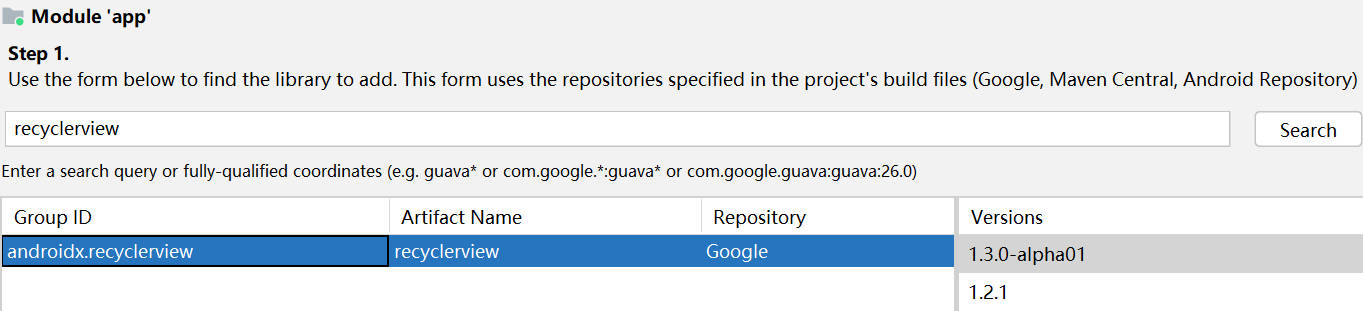 Module 'app'
Step 1.
Use the form below to find the library to add. This form uses the repositories specified in the project's build files (Google, Maven Central, Android Repository)
recyclerview
Search
Enter a search query or fully-qualified coordinates (e.g. guava* or com.google.*:guava* or com.google.guava:guava:26.0)
Group ID Artifact Name Repository Versions
androidx.recyclerview recyclerview Google 1.3.0-alpha01
1.2.1